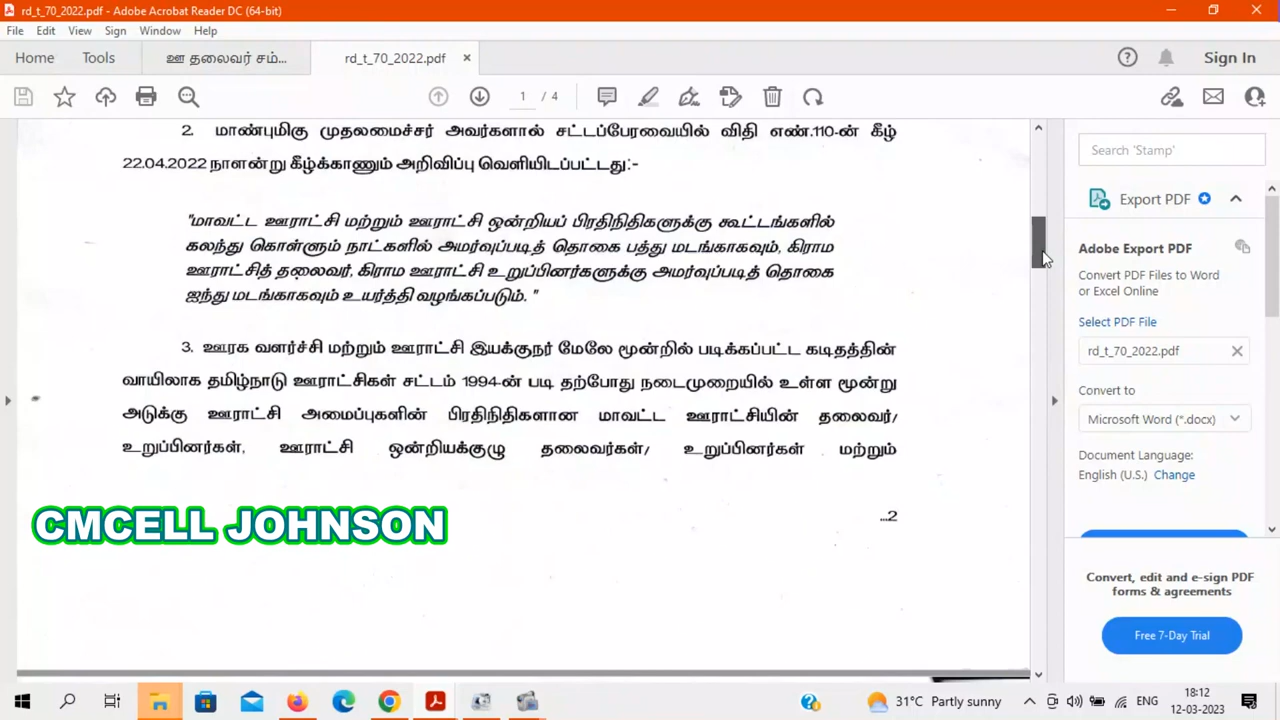 rd_t_70_2022.pdf - Adobe Acrobat Reader DC (64-bit)
File Edit View Sign Window Help
Home Tools ஊ தலைவர் சம்... rd_t_70_2022.pdf Sign In
1 / 4
2. மாண்புமிகு முதலமைச்சர் அவர்களால் சட்டப்பேரவையில் விதி எண்.110-ன் கீழ்
22.04.2022 நாளன்று கீழ்க்காணும் அறிவிப்பு வெளியிடப்பட்டது:-
"மாவட்ட ஊராட்சி மற்றும் ஊராட்சி ஒன்றியப் பிரதிநிதிகளுக்கு கூட்டங்களில்
கலந்து கொள்ளும் நாட்களில் அமர்வுப்படித் தொகை பத்து மடங்காகவும், கிராம
ஊராட்சித் தலைவர், கிராம ஊராட்சி உறுப்பினர்களுக்கு அமர்வுப்படித் தொகை
ஐந்து மடங்காகவும் உயர்த்தி வழங்கப்படும். "
3. ஊரக வளர்ச்சி மற்றும் ஊராட்சி இயக்குநர் மேலே மூன்றில் படிக்கப்பட்ட கடிதத்தின்
வாயிலாக தமிழ்நாடு ஊராட்சிகள் சட்டம் 1994-ன் படி தற்போது நடைமுறையில் உள்ள மூன்று
அடுக்கு ஊராட்சி அமைப்புகளின் பிரதிநிதிகளான மாவட்ட ஊராட்சியின் தலைவர்/
உறுப்பினர்கள், ஊராட்சி ஒன்றியக்குழு தலைவர்கள்/ உறுப்பினர்கள் மற்றும்
...2
CMCELL JOHNSON
Search 'Stamp'
Export PDF
Adobe Export PDF
Convert PDF Files to Word
or Excel Online
Select PDF File
rd_t_70_2022.pdf
Convert to
Microsoft Word (*.docx)
Document Language:
English (U.S.) Change
Convert, edit and e-sign PDF
forms & agreements
Free 7-Day Trial
31°C Partly sunny ENG 18:12
12-03-2023